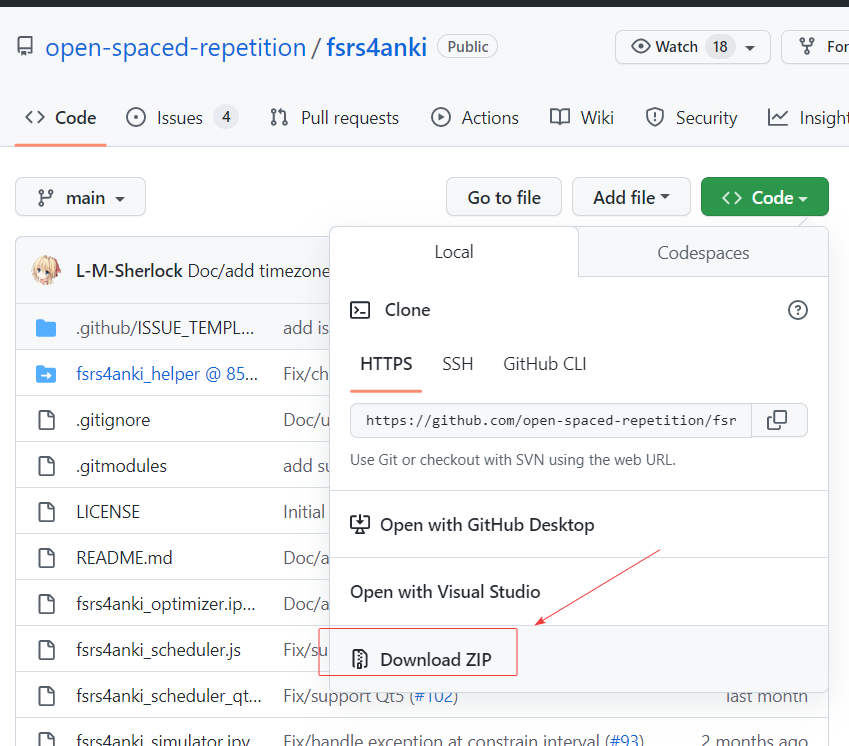 open-spaced-repetition / fsrs4anki Public Watch 18 For
Code Issues 4 Pull requests Actions Wiki Security Insight
main Go to file Add file Code
Local Codespaces
L-M-Sherlock Doc/add timezone
Clone
.github/ISSUE_TEMPL... add is
HTTPS SSH GitHub CLI
fsrs4anki_helper @ 85... Fix/ch
https://github.com/open-spaced-repetition/fsr
.gitignore Doc/u
Use Git or checkout with SVN using the web URL.
.gitmodules add su
LICENSE Initial
Open with GitHub Desktop
README.md Doc/a
Open with Visual Studio
fsrs4anki_optimizer.ip... Doc/a
fsrs4anki_scheduler.js Fix/su
Download ZIP
fsrs4anki_scheduler_qt... Fix/support Qt5 (#102) last month
fsrs4anki_simulator.ipy Fix/handle exception at constrain interval (#93) 2 months ago